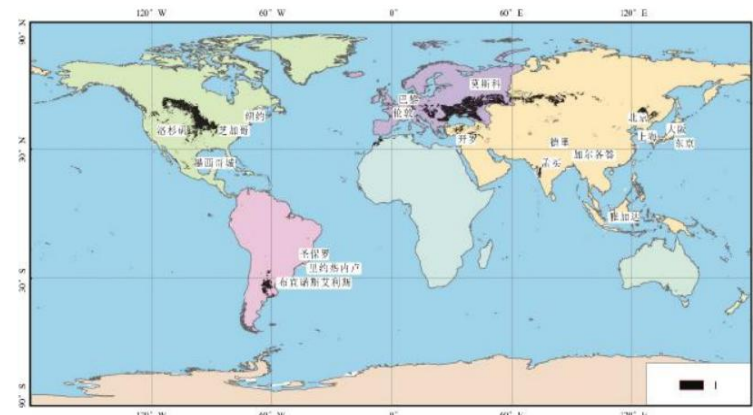 120° W
60° W
0°
60° E
120° E
90° N
莫斯科
巴黎
伦敦
纽约
洛杉矶
芝加哥
北京
大阪
上海
东京
开罗
德里
30° N
墨西哥城
加尔各答
孟买
雅加达
圣保罗
里约热内卢
30° S
布宜诺斯艾利斯
90° S
I